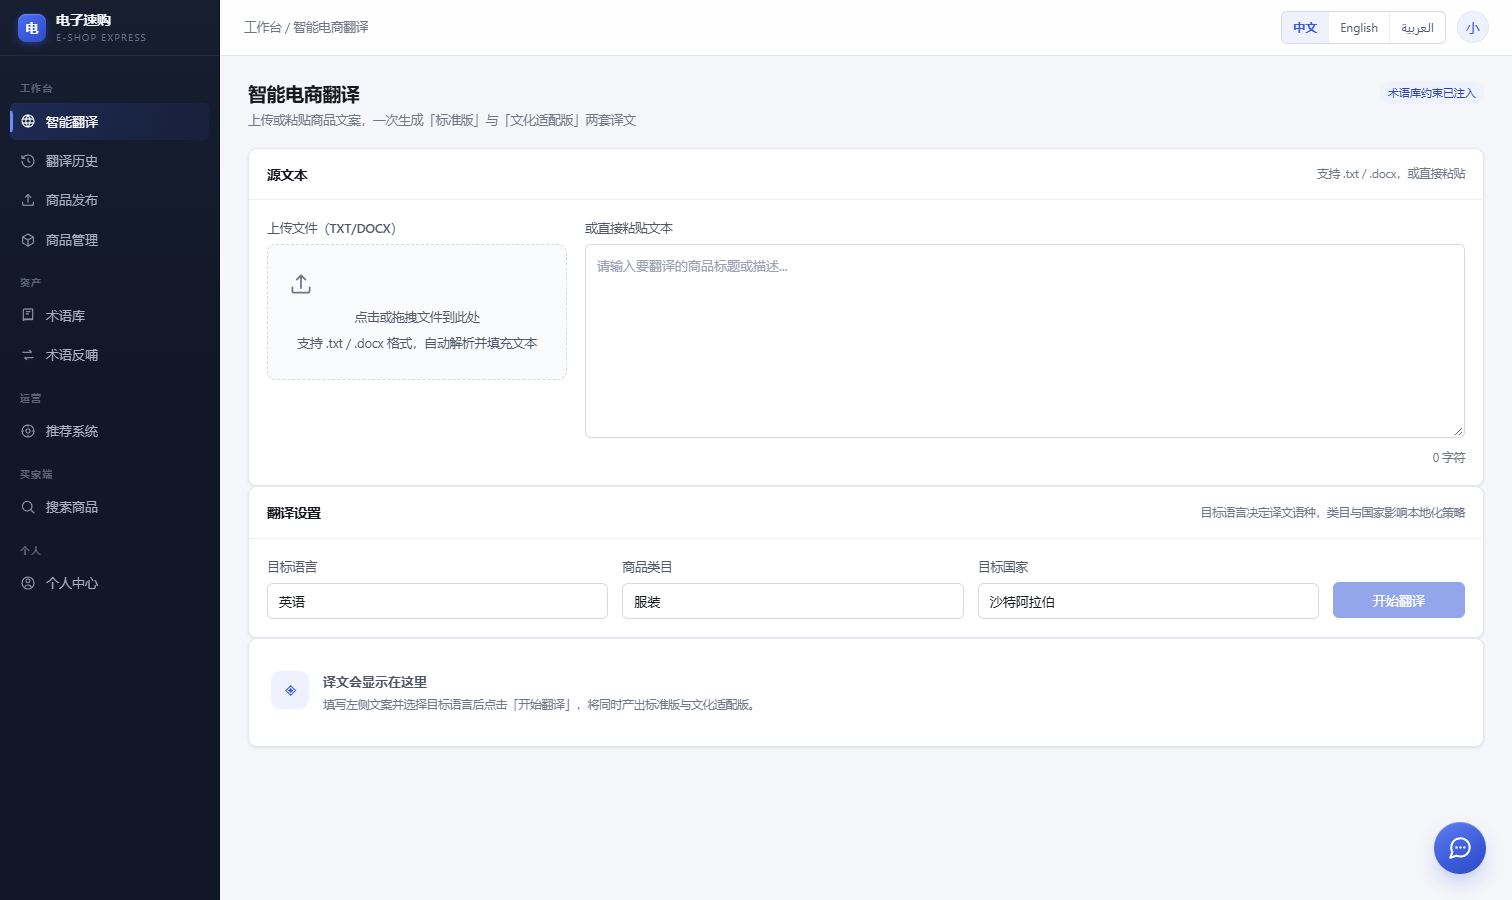 电
电子速购
E-SHOP EXPRESS
工作台
智能翻译
翻译历史
商品发布
商品管理
资产
术语库
术语反哺
运营
推荐系统
买家端
搜索商品
个人
个人中心
工作台 / 智能电商翻译
中文 English العربية 小
智能电商翻译
术语库约束已注入
上传或粘贴商品文案，一次生成「标准版」与「文化适配版」两套译文
源文本
支持 .txt / .docx，或直接粘贴
上传文件（TXT/DOCX）
点击或拖拽文件到此处
支持 .txt / .docx 格式，自动解析并填充文本
或直接粘贴文本
请输入要翻译的商品标题或描述...
0 字符
翻译设置
目标语言决定译文语种，类目与国家影响本地化策略
目标语言 商品类目 目标国家
英语 服装 沙特阿拉伯 开始翻译
译文会显示在这里
填写左侧文案并选择目标语言后点击「开始翻译」，将同时产出标准版与文化适配版。